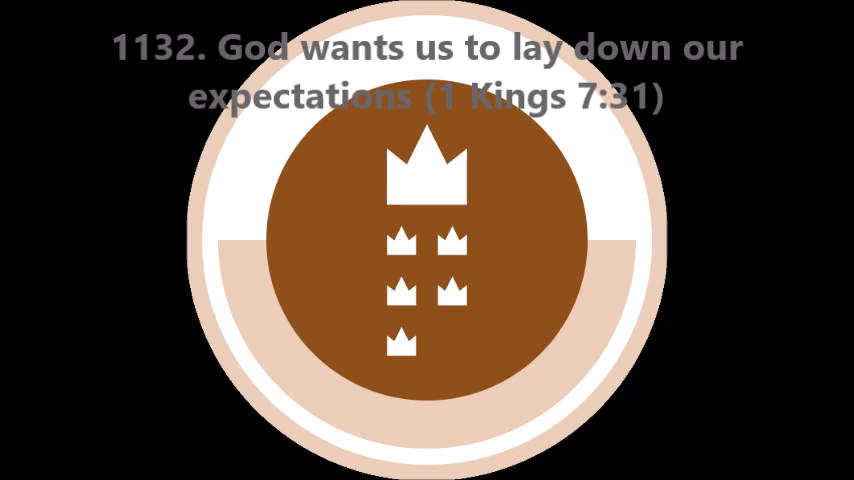 1132. God wants us to lay down our
expectations (1 Kings 7:31)